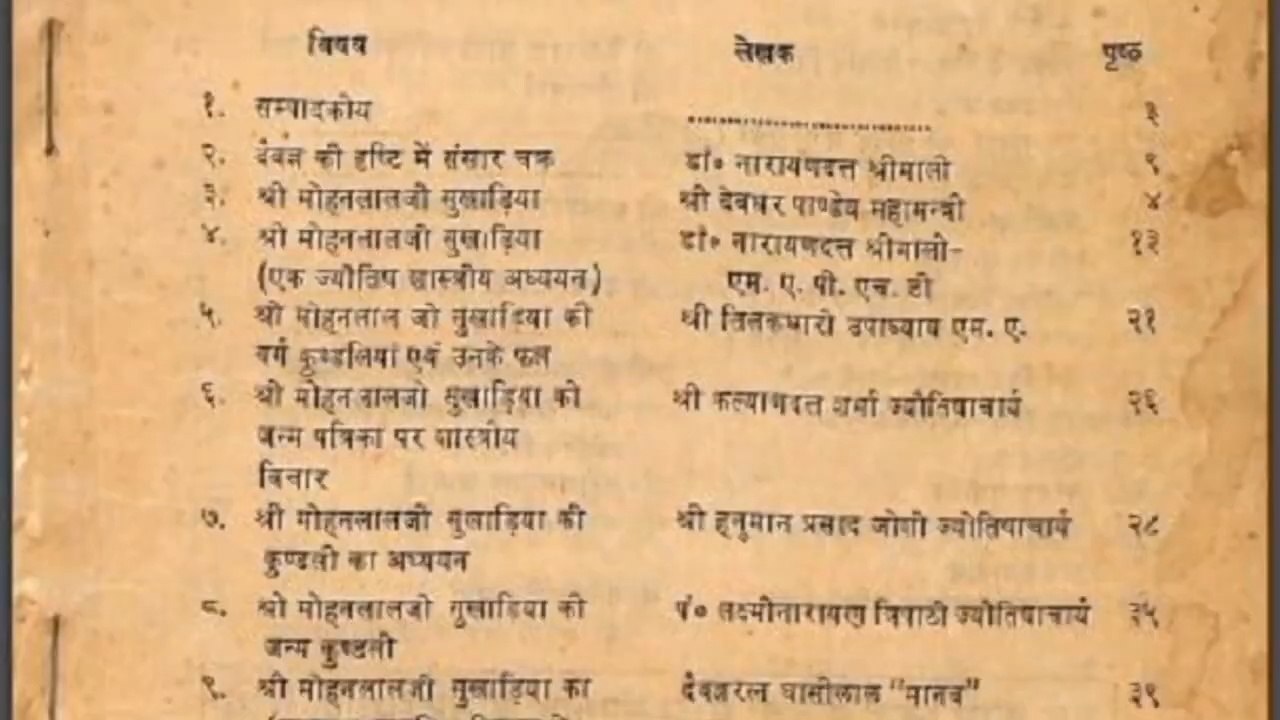 विषय लेखक पृष्ठ
१. सम्पादकीय ........................ ३
२. दैवज्ञ की दृष्टि में संसार चक्र डॉ॰ नारायणदत्त श्रीमाली ९
३. श्री मोहनलालजी सुखाड़िया श्री देवधर पाण्डेय महामन्त्री ४
४. श्री मोहनलालजी सुखाड़िया डॉ॰ नारायणदत्त श्रीमाली- १३
(एक ज्यौतिष शास्त्रीय अध्ययन) एम. ए. पी. एच. डी
५. श्री मोहनलाल जी सुखाड़िया की श्री तिलकधारी उपाध्याय एम. ए. २१
वर्ग कुण्डलियां एवं उनके फल
६. श्री मोहनलालजी सुखाड़िया की श्री कल्याणदत्त शर्मा ज्यौतिषाचार्य २६
जन्म पत्रिका पर शास्त्रीय
विचार
७. श्री मोहनलालजी सुखाड़िया की श्री हनुमान प्रसाद जोशी ज्योतिषाचार्य २८
कुण्डली का अध्ययन
८. श्री मोहनलालजी सुखाड़िया की पं॰ लक्ष्मीनारायण त्रिपाठी ज्यौतिषाचार्य ३५
जन्म कुण्डली
९. श्री मोहनलालजी सुखाड़िया का दैवज्ञरत्न घासीलाल "मानव" ३९